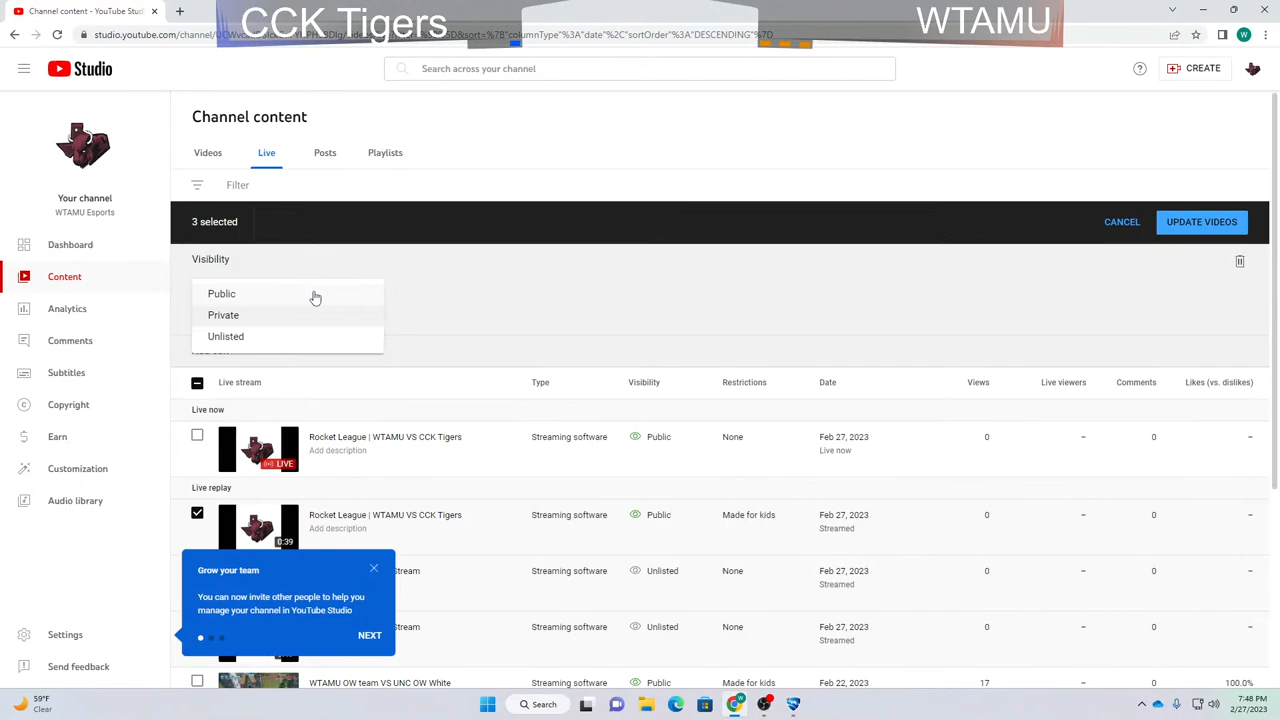 CCK Tigers
WTAMU
Channel content - YouTube Studio
Studio
Search across your channel
CREATE
Channel content
Videos
Live
Posts
Playlists
Filter
Your channel
WTAMU Esports
3 selected
CANCEL
UPDATE VIDEOS
Dashboard
Content
Analytics
Comments
Subtitles
Copyright
Earn
Customization
Audio library
Settings
Send feedback
Visibility
Public
Private
Unlisted
Live stream
Type
Visibility
Restrictions
Date
Views
Live viewers
Comments
Likes (vs. dislikes)
Live now
Rocket League | WTAMU VS CCK Tigers
Add description
LIVE
Streaming software
Public
None
Feb 27, 2023
Live now
0
–
0
–
Live replay
Rocket League | WTAMU VS CCK Tigers
Add description
0:39
Streaming software
Public
Made for kids
Feb 27, 2023
Streamed
0
–
0
–
Stream
Streaming software
Unlisted
None
Feb 27, 2023
Streamed
0
–
0
–
Stream
Streaming software
Unlisted
None
Feb 27, 2023
Streamed
0
–
0
–
WTAMU OW team VS UNC OW White
Streaming software
Public
Made for kids
Feb 22, 2023
17
–
0
100.0%
Grow your team
You can now invite other people to help you
manage your channel in YouTube Studio
NEXT
59°F
Clear
Search
7:48 PM
2/27/2023